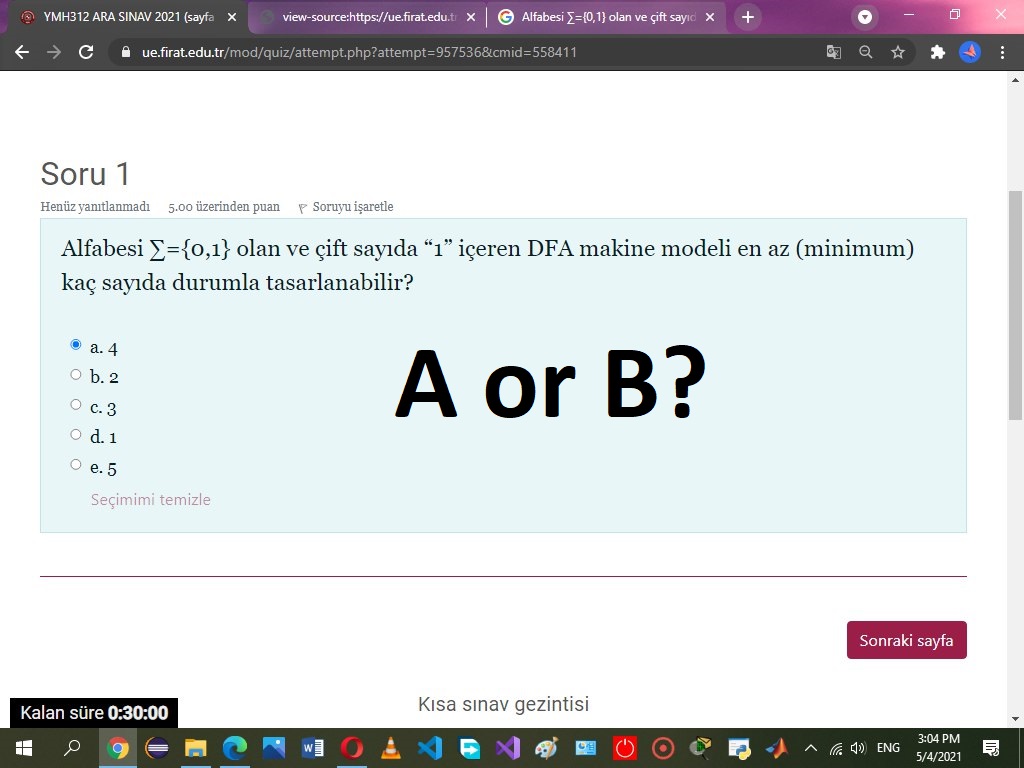 YMH312 ARA SINAV 2021 (sayfa
view-source:https://ue.firat.edu.tr
Alfabesi ∑={0,1} olan ve çift sayıd
ue.firat.edu.tr/mod/quiz/attempt.php?attempt=957536&cmid=558411
Soru 1
Henüz yanıtlanmadı 5.00 üzerinden puan Soruyu işaretle
Alfabesi ∑={0,1} olan ve çift sayıda “1” içeren DFA makine modeli en az (minimum)
kaç sayıda durumla tasarlanabilir?
a. 4
b. 2
c. 3
d. 1
e. 5
Seçimimi temizle
A or B?
Sonraki sayfa
Kısa sınav gezintisi
Kalan süre 0:30:00
ENG
3:04 PM
5/4/2021